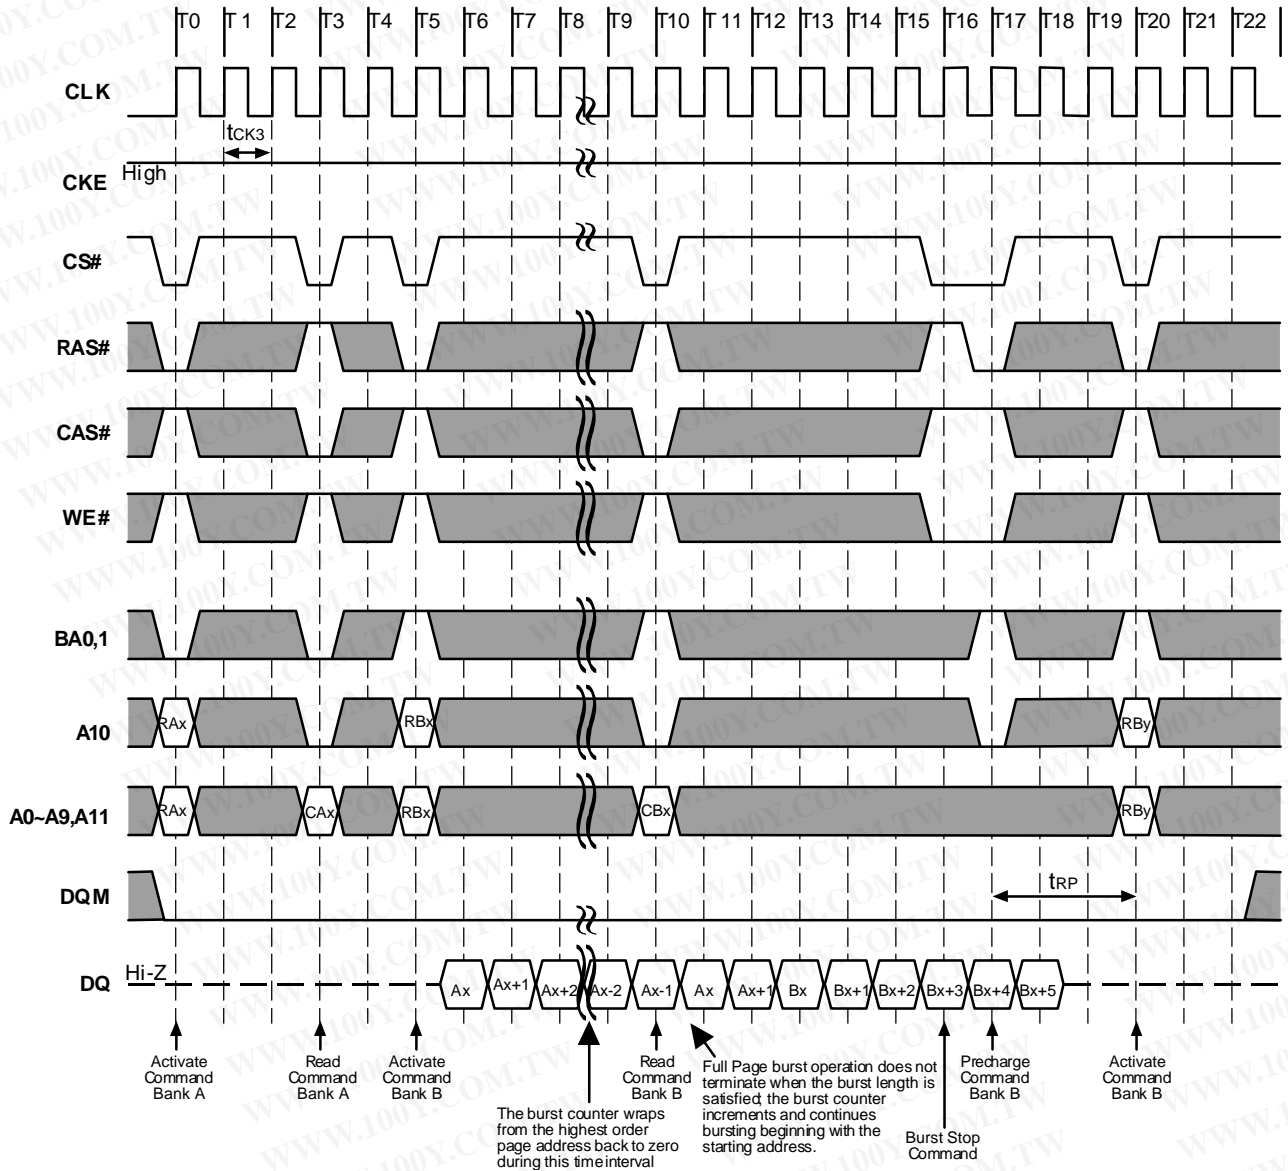 T0 T1 T2 T3 T4 T5 T6 T7 T8 T9 T10 T11 T12 T13 T14 T15 T16 T17 T18 T19 T20 T21 T22
CLK
tCK3
High
CKE
CS#
RAS#
CAS#
WE#
BA0,1
A10
RAx RBx RBy
A0~A9,A11
RAx CAx RBx CBx RBy
DQM
tRP
Hi-Z
DQ
Ax Ax+1 Ax+2 Ax-2 Ax-1 Ax Ax+1 Bx Bx+1 Bx+2 Bx+3 Bx+4 Bx+5
Activate
Command
Bank A
Read
Command
Bank A
Activate
Command
Bank B
The burst counter wraps
from the highest order
page address back to zero
during this time interval
Read
Command
Bank B
Full Page burst operation does not
terminate when the burst length is
satisfied; the burst counter
increments and continues
bursting beginning with the
starting address.
Burst Stop
Command
Precharge
Command
Bank B
Activate
Command
Bank B
WWW.100Y.COM.TW